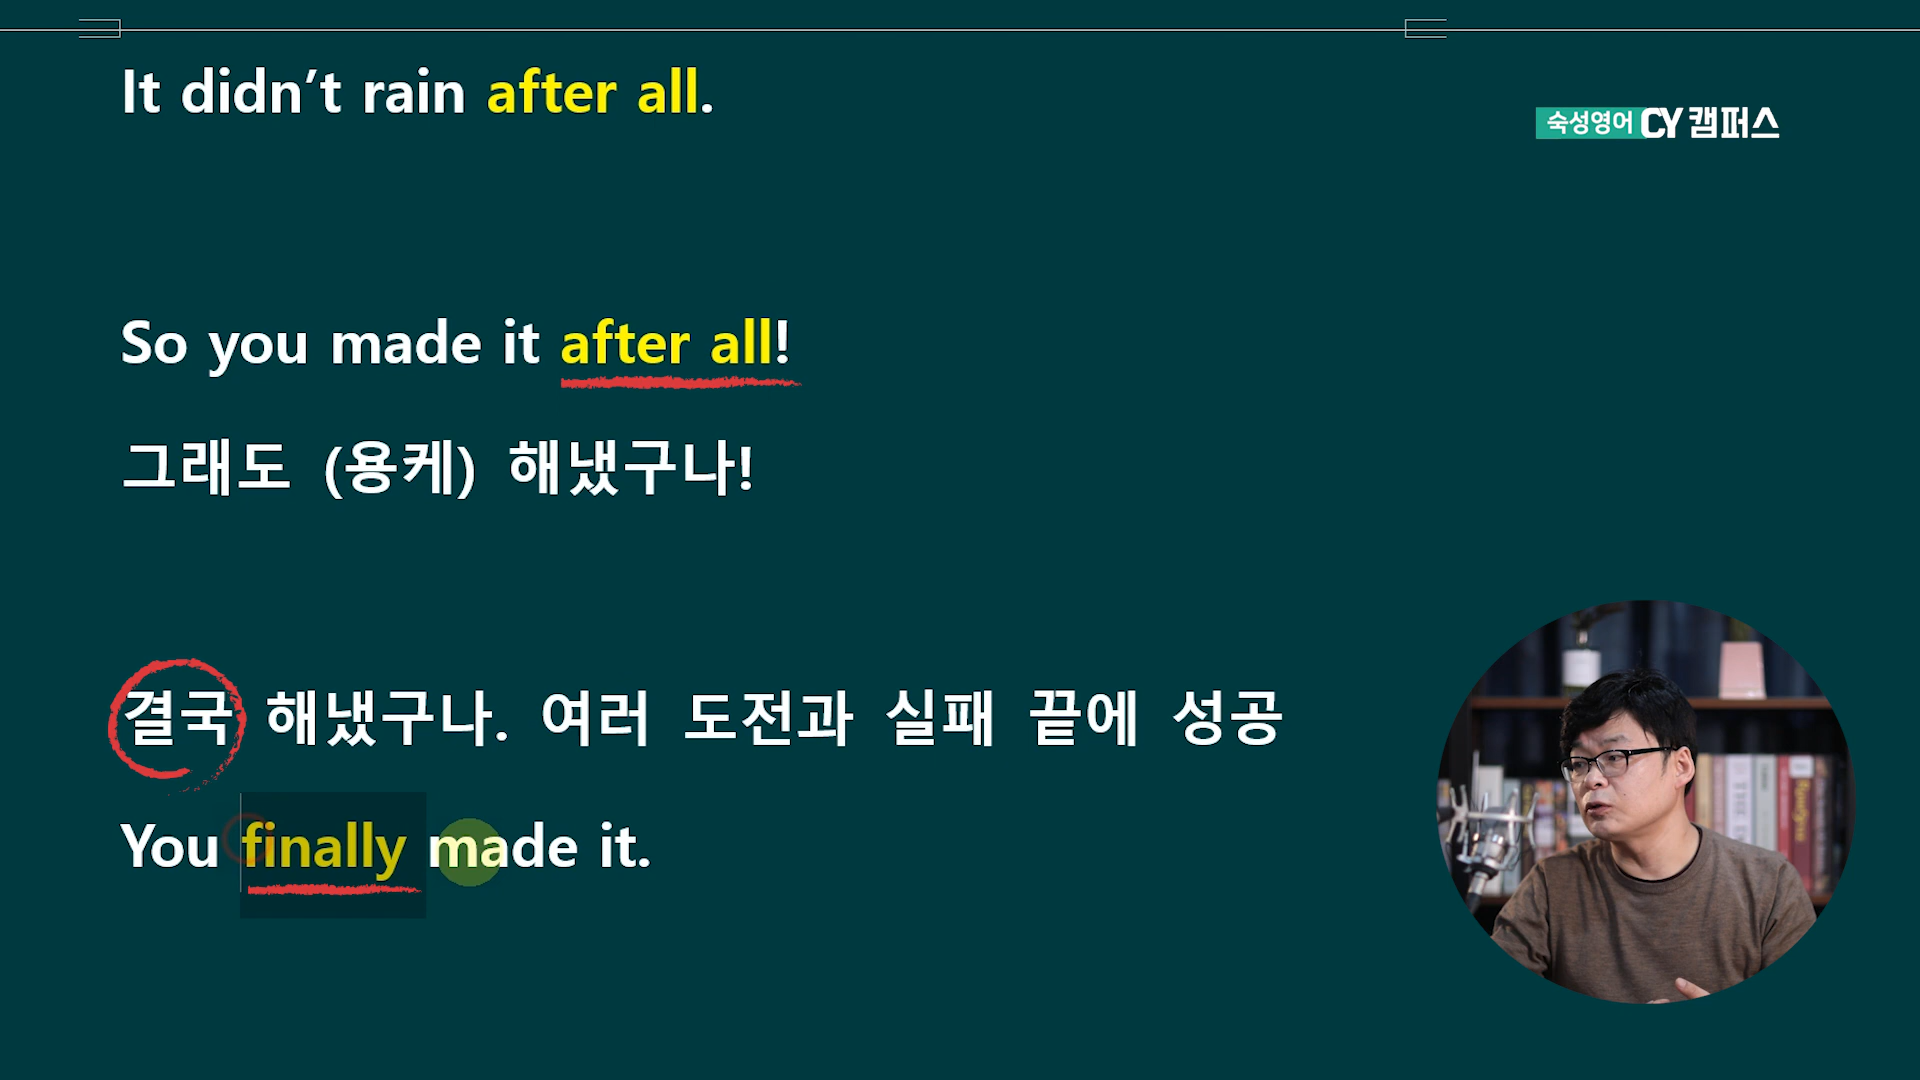 It didn’t rain after all.
숙성영어 CY캠퍼스
So you made it after all!
그래도 (용케) 해냈구나!
결국 해냈구나. 여러 도전과 실패 끝에 성공
You finally made it.